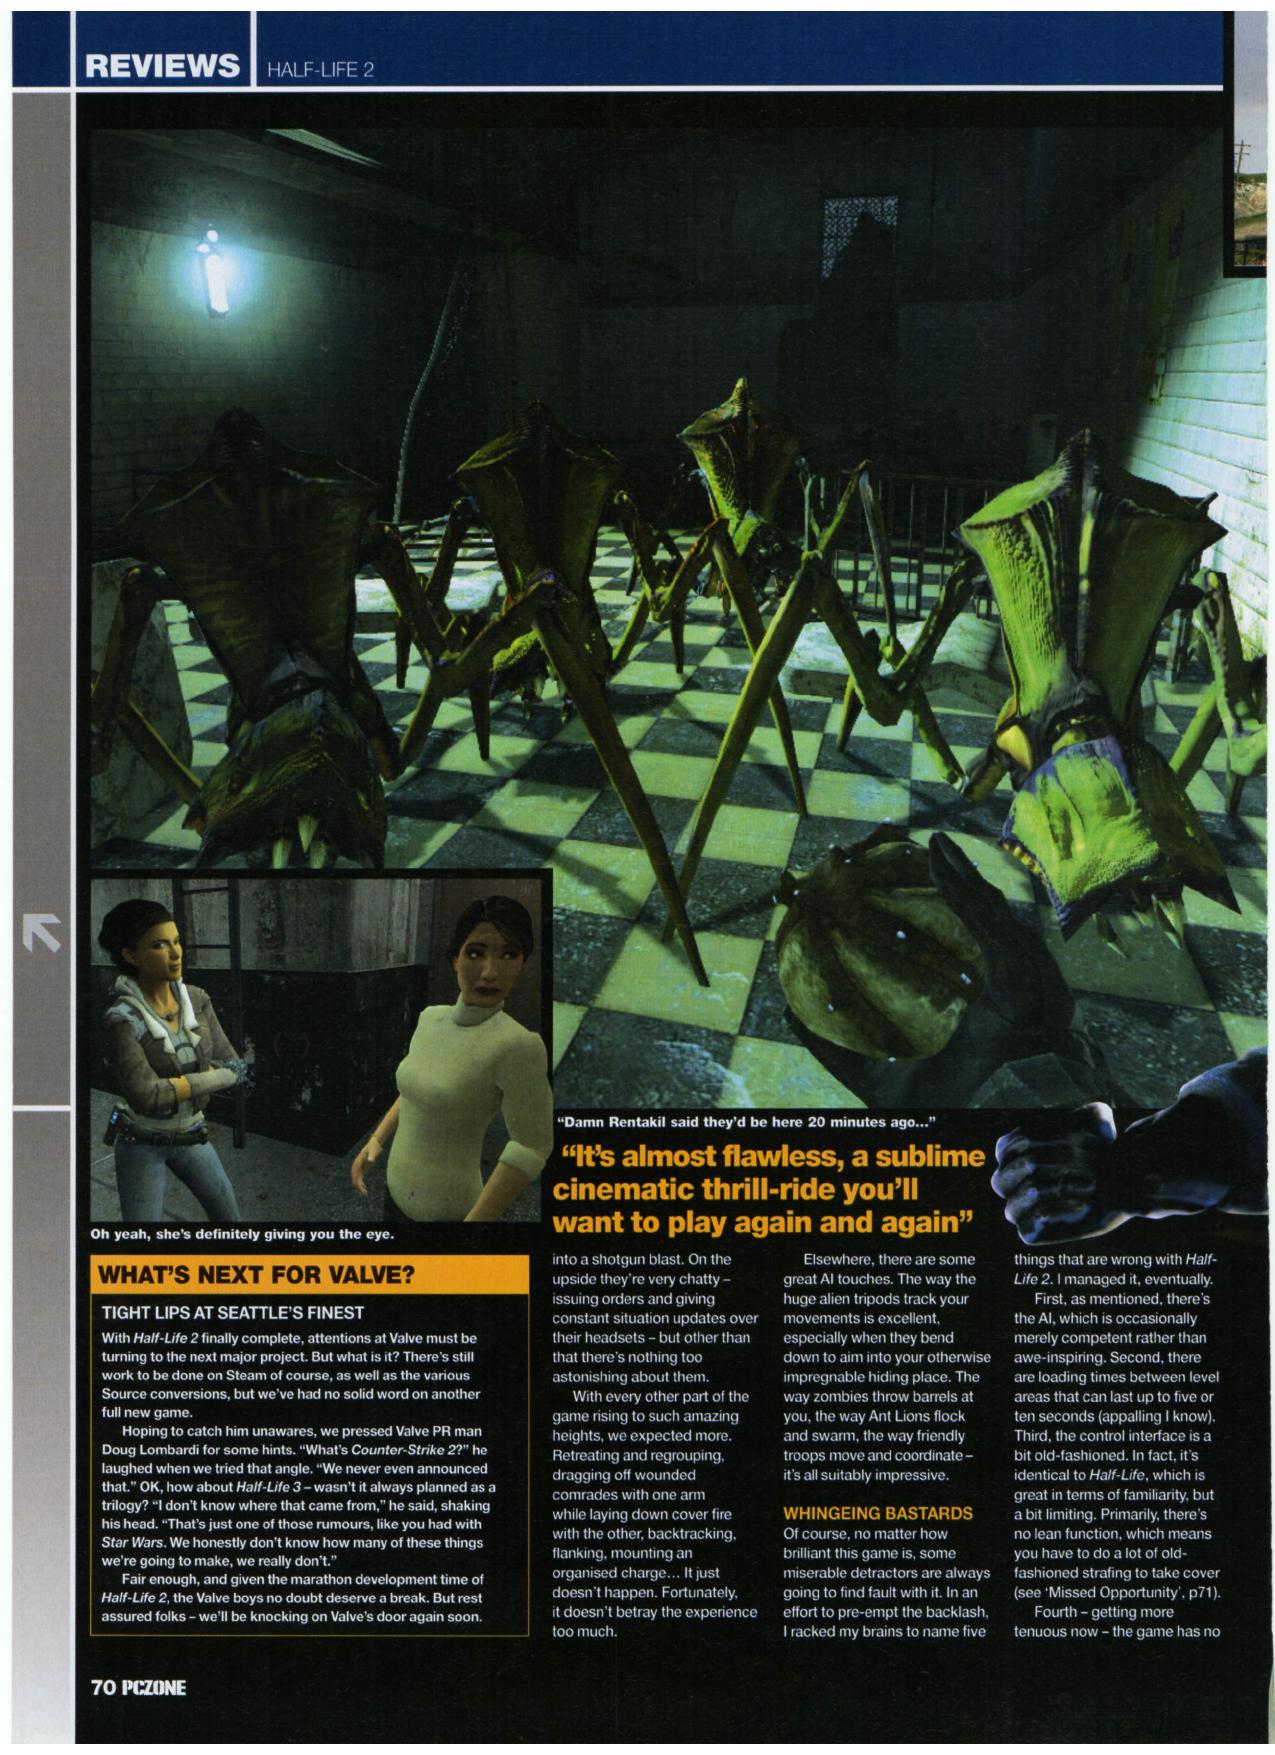 REVIEWS
HALF-LIFE 2
"Damn Rentakil said they'd be here 20 minutes ago..."
"It's almost flawless, a sublime
cinematic thrill-ride you'll
want to play again and again"
Oh yeah, she's definitely giving you the eye.
WHAT'S NEXT FOR VALVE?
TIGHT LIPS AT SEATTLE'S FINEST
With Half-Life 2 finally complete, attentions at Valve must be
turning to the next major project. But what is it? There's still
work to be done on Steam of course, as well as the various
Source conversions, but we've had no solid word on another
full new game.
Hoping to catch him unawares, we pressed Valve PR man
Doug Lombardi for some hints. "What's Counter-Strike 2?" he
laughed when we tried that angle. "We never even announced
that." OK, how about Half-Life 3 – wasn't it always planned as a
trilogy? "I don't know where that came from," he said, shaking
his head. "That's just one of those rumours, like you had with
Star Wars. We honestly don't know how many of these things
we're going to make, we really don't."
Fair enough, and given the marathon development time of
Half-Life 2, the Valve boys no doubt deserve a break. But rest
assured folks – we'll be knocking on Valve's door again soon.
into a shotgun blast. On the
upside they're very chatty –
issuing orders and giving
constant situation updates over
their headsets – but other than
that there's nothing too
astonishing about them.
With every other part of the
game rising to such amazing
heights, we expected more.
Retreating and regrouping,
dragging off wounded
comrades with one arm
while laying down cover fire
with the other, backtracking,
flanking, mounting an
organised charge... It just
doesn't happen. Fortunately,
it doesn't betray the experience
too much.
Elsewhere, there are some
great AI touches. The way the
huge alien tripods track your
movements is excellent,
especially when they bend
down to aim into your otherwise
impregnable hiding place. The
way zombies throw barrels at
you, the way Ant Lions flock
and swarm, the way friendly
troops move and coordinate –
it's all suitably impressive.
WHINGEING BASTARDS
Of course, no matter how
brilliant this game is, some
miserable detractors are always
going to find fault with it. In an
effort to pre-empt the backlash,
I racked my brains to name five
things that are wrong with Half-
Life 2. I managed it, eventually.
First, as mentioned, there's
the AI, which is occasionally
merely competent rather than
awe-inspiring. Second, there
are loading times between level
areas that can last up to five or
ten seconds (appalling I know).
Third, the control interface is a
bit old-fashioned. In fact, it's
identical to Half-Life, which is
great in terms of familiarity, but
a bit limiting. Primarily, there's
no lean function, which means
you have to do a lot of old-
fashioned strafing to take cover
(see 'Missed Opportunity', p71).
Fourth – getting more
tenuous now – the game has no
70 PCZONE